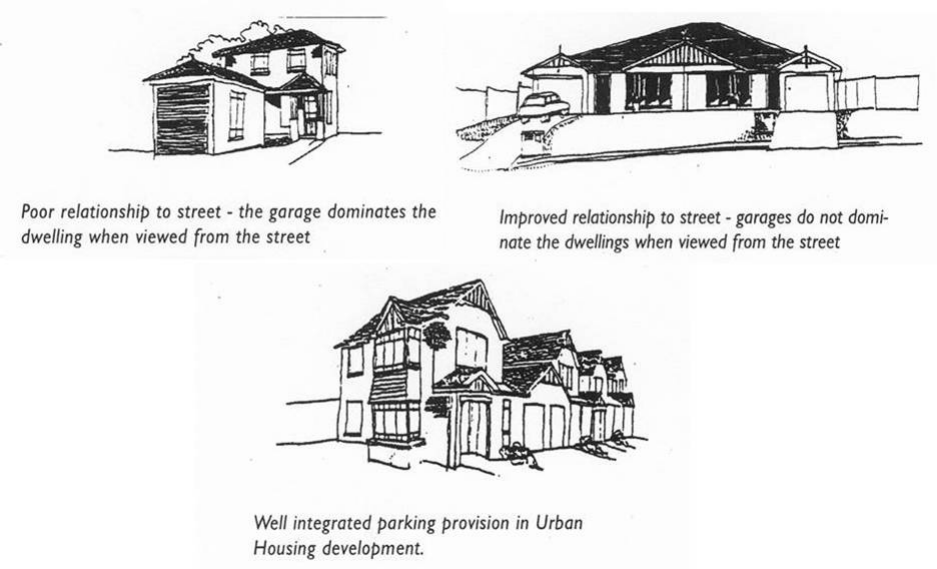 Poor relationship to street - the garage dominates the
dwelling when viewed from the street
Improved relationship to street - garages do not domi-
nate the dwellings when viewed from the street
Well integrated parking provision in Urban
Housing development.